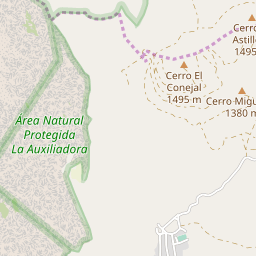 Cerro
Astill
1495
Cerro El
Conejal
1495 m
Cerro Migu
1380 m
Área Natural
Protegida
La Auxiliadora